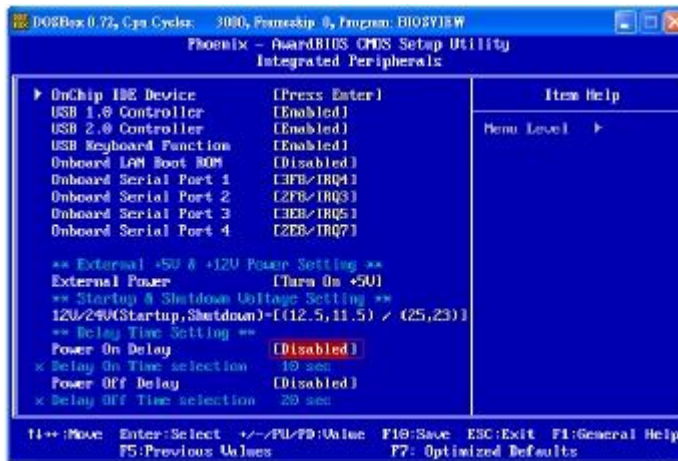 DOSBox 0.72, Cpu Cycles: 3000, Frameskip 0, Program: BIOSVIEW
Phoenix - AwardBIOS CMOS Setup Utility
Integrated Peripherals
OnChip IDE Device [Press Enter]
USB 1.0 Controller [Enabled]
USB 2.0 Controller [Enabled]
USB Keyboard Function [Enabled]
Onboard LAN Boot ROM [Disabled]
Onboard Serial Port 1 [3F8/IRQ4]
Onboard Serial Port 2 [2F8/IRQ3]
Onboard Serial Port 3 [3E8/IRQ5]
Onboard Serial Port 4 [2E8/IRQ7]
** External +5V & +12V Power Setting **
External Power [Turn On +5V]
** Startup & Shutdown Voltage Setting **
12V/24V(Startup,Shutdown)=[(12.5,11.5) / (25,23)]
** Delay Time Setting **
Power On Delay [Disabled]
x Delay On Time selection 10 sec
Power Off Delay [Disabled]
x Delay Off Time selection 20 sec
Item Help
Menu Level
↑↓→←:Move Enter:Select +/-/PU/PD:Value F10:Save ESC:Exit F1:General Help
F5:Previous Values F7: Optimized Defaults